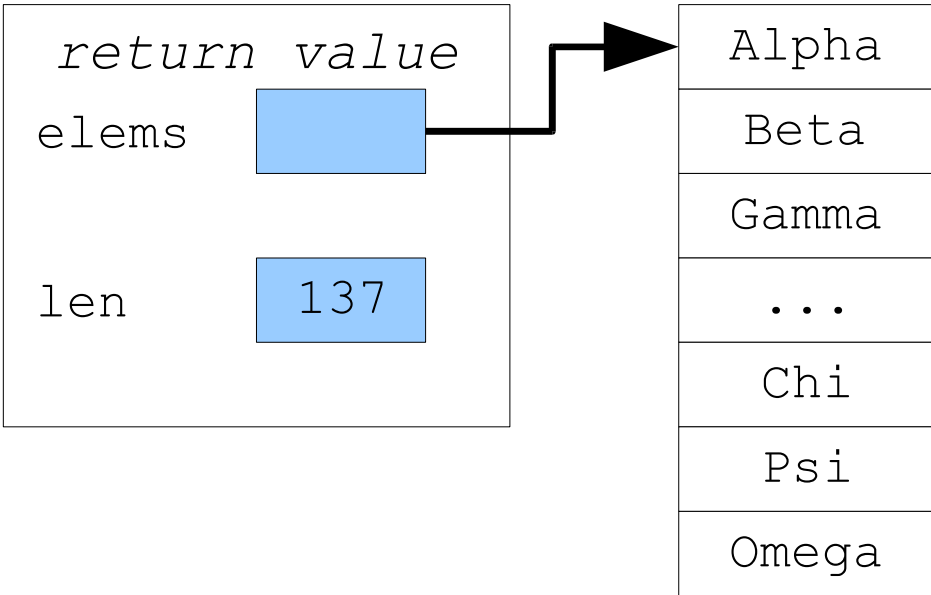 return value
elems
len 137
Alpha
Beta
Gamma
...
Chi
Psi
Omega